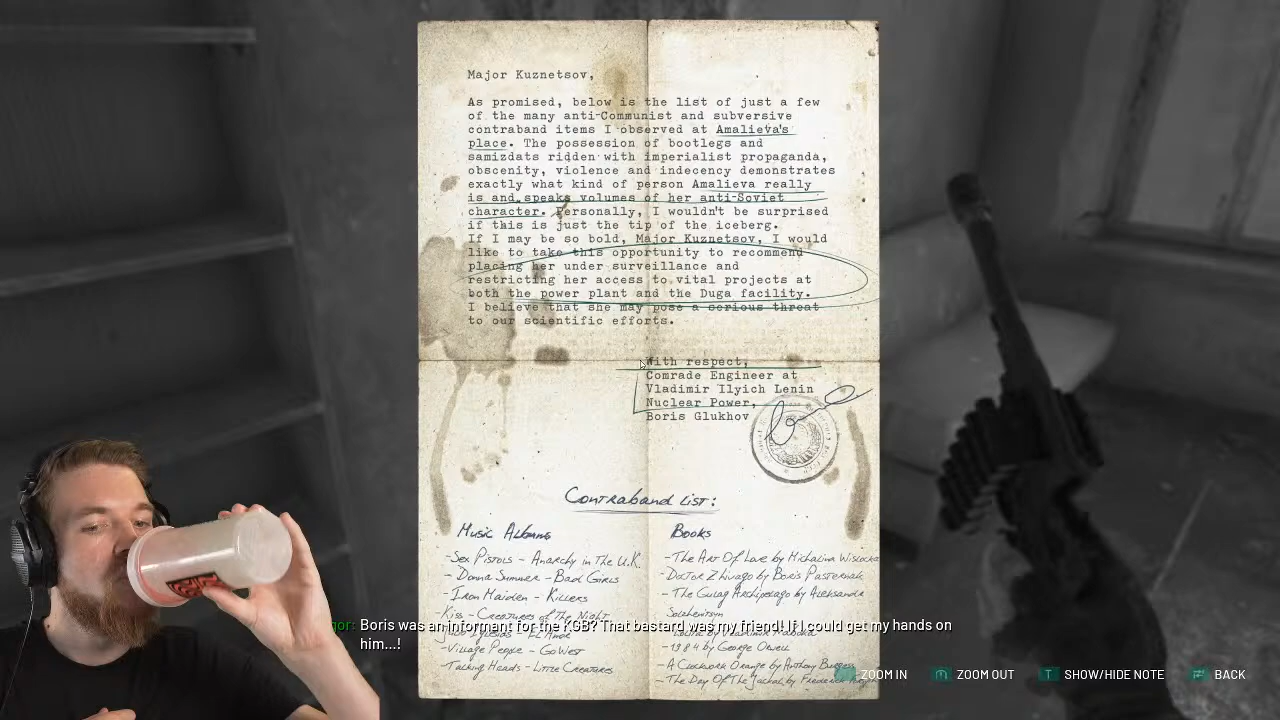 Major Kuznetsov,
As promised, below is the list of just a few
of the many anti-Communist and subversive
contraband items I observed at Amalieva's
place. The possession of bootlegs and
samizdats ridden with imperialist propaganda,
obscenity, violence and indecency demonstrates
exactly what kind of person Amalieva really
is and speaks volumes of her anti-Soviet
character. Personally, I wouldn't be surprised
if this is just the tip of the iceberg.
If I may be so bold, Major Kuznetsov, I would
like to take this opportunity to recommend
placing her under surveillance and
restricting her access to vital projects at
both the power plant and the Duga facility.
I believe that she may pose a serious threat
to our scientific efforts.
With respect,
Comrade Engineer at
Vladimir Ilyich Lenin
Nuclear Power,
Boris Glukhov
Contraband List:
Music Albums
-Sex Pistols - Anarchy in The U.K.
-Donna Summer - Bad Girls
-Iron Maiden - Killers
-Kiss - Creatures of The Night
-Village People - Go West
Talking Heads - Little Creatures
Books
-The Art Of Love by Michalina Wislocka
-Doctor Zhivago by Boris Pasternak
-The Gulag Archipelago by Aleksandr
Solzhenitsyn
-1984 by George Orwell
-A Clockwork Orange by Anthony Burgess
-The Day Of The Jackal by Frederick
gor: Boris was an informant for the KGB? That bastard was my friend! If I could get my hands on
him...!
ZOOM IN
ZOOM OUT
T SHOW/HIDE NOTE
BACK